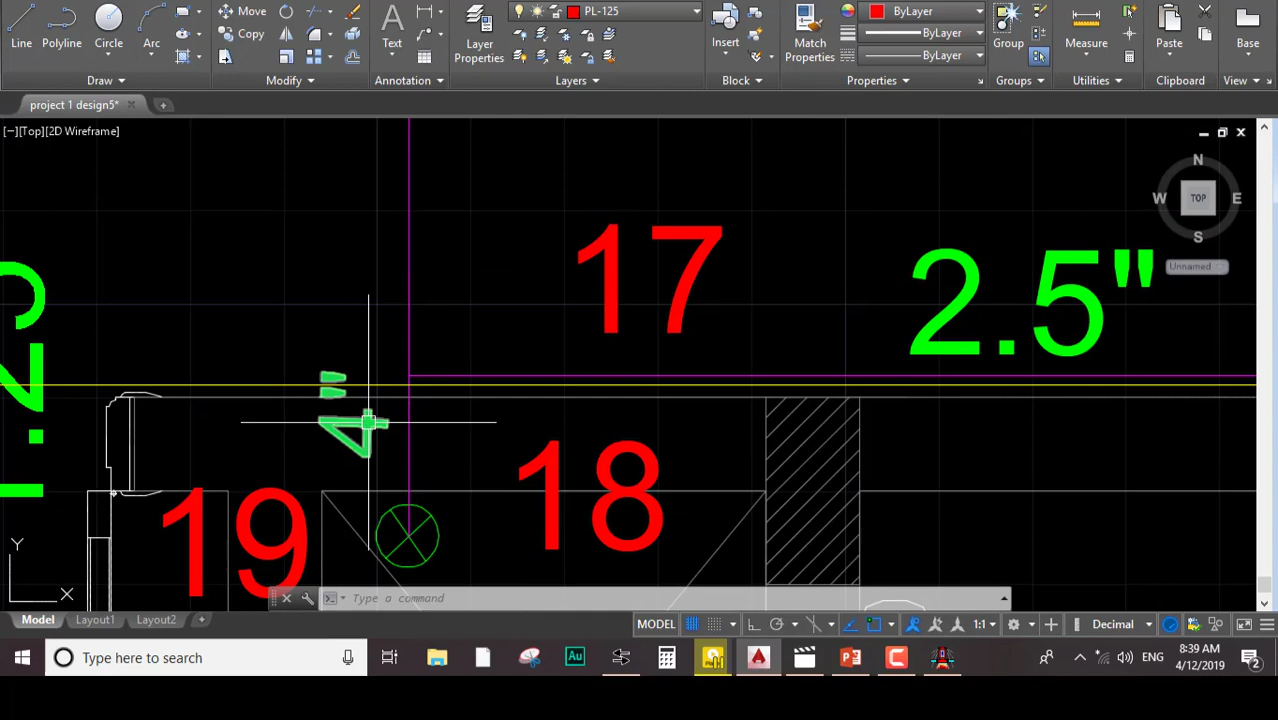 PL-125
ByLayer
Move
Copy
Line
Polyline
Circle
Arc
Text
Layer
Properties
Insert
Match
Properties
ByLayer
ByLayer
Group
Measure
Paste
Base
Draw
Modify
Annotation
Layers
Block
Properties
Groups
Utilities
Clipboard
View
project 1 design5*
[−][Top][2D Wireframe]
N
W
TOP
E
S
Unnamed
17
2.5"
4"
18
19
Y
X
Type a command
Model
Layout1
Layout2
MODEL
1:1
Decimal
Type here to search
Au
ENG
8:39 AM
4/12/2019
2